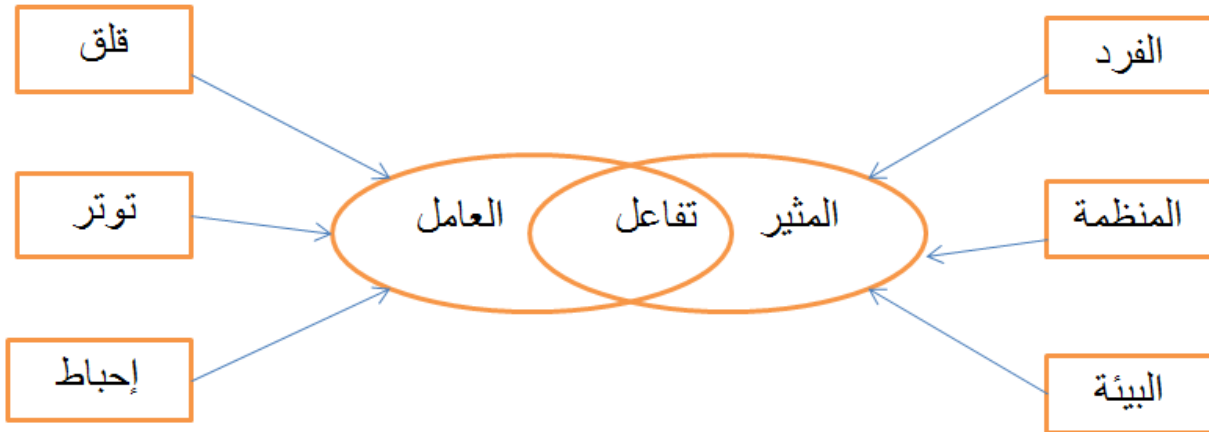 الفرد
قلق
المنظمة
توتر
المثير
تفاعل
العامل
البيئة
إحباط